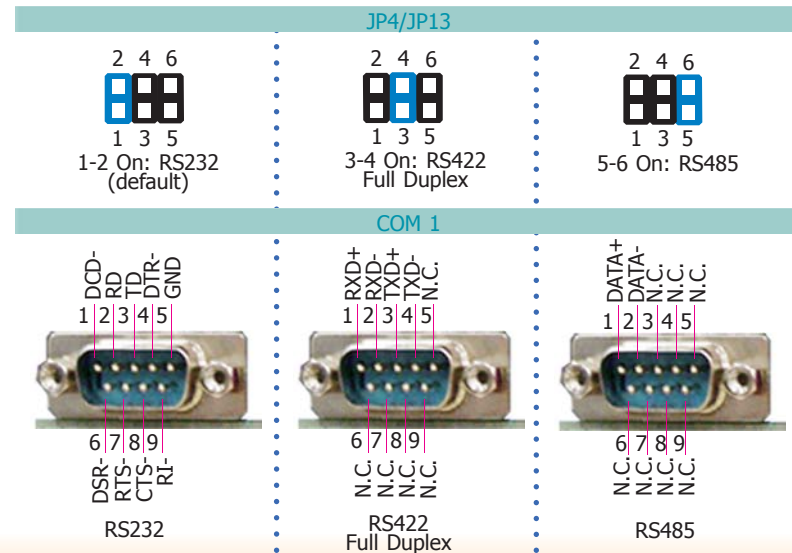 JP4/JP13
2 4 6
1 3 5
1-2 On: RS232
(default)
2 4 6
1 3 5
3-4 On: RS422
Full Duplex
2 4 6
1 3 5
5-6 On: RS485
COM 1
DCD-
RD
TD
DTR-
GND
1 2 3 4 5
6 7 8 9
DSR-
RTS-
CTS-
RI-
RS232
RXD+
RXD-
TXD+
TXD-
N.C.
1 2 3 4 5
6 7 8 9
N.C.
N.C.
N.C.
N.C.
RS422
Full Duplex
DATA+
DATA-
N.C.
N.C.
N.C.
1 2 3 4 5
6 7 8 9
N.C.
N.C.
N.C.
N.C.
RS485